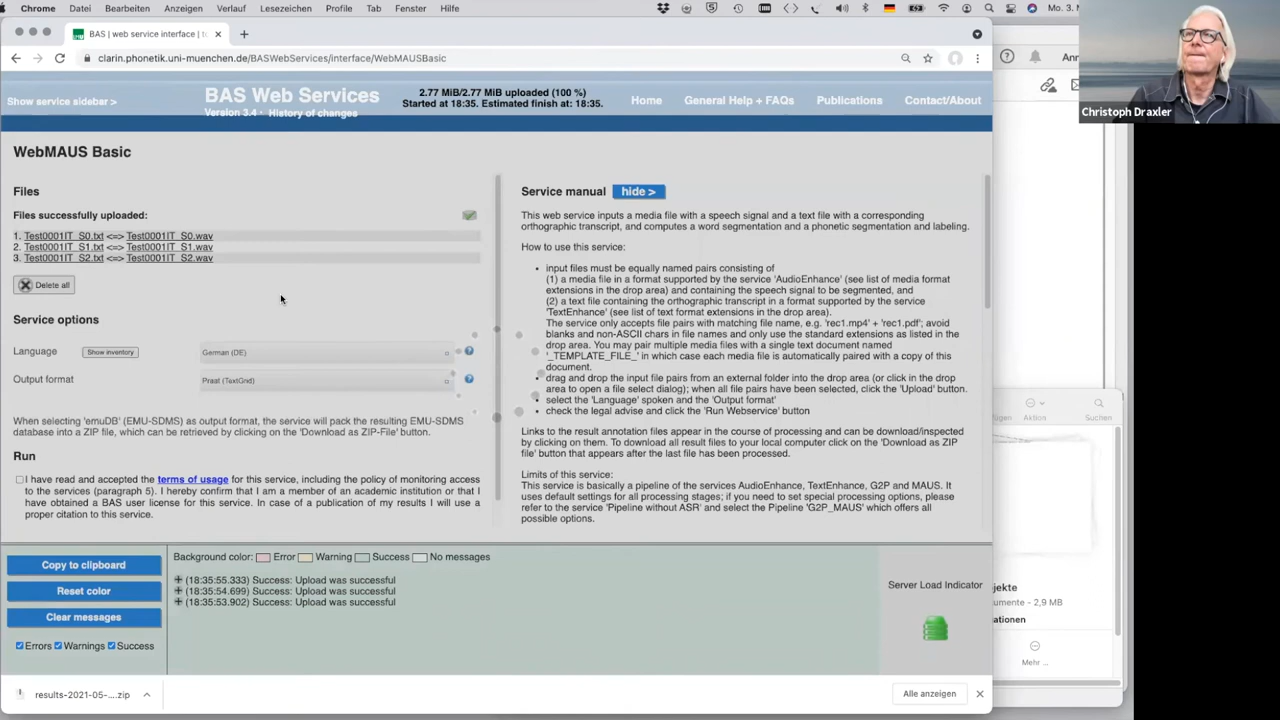 Chrome Datei Bearbeiten Anzeigen Verlauf Lesezeichen Profile Tab Fenster Hilfe Mo. 3.
BAS | web service interface | to
clarin.phonetik.uni-muenchen.de/BASWebServices/interface/WebMAUSBasic
Show service sidebar >
BAS Web Services
Version 3.4 · History of changes
2.77 MiB/2.77 MiB uploaded (100 %)
Started at 18:35. Estimated finish at: 18:35.
Home General Help + FAQs Publications Contact/About
Christoph Draxler
WebMAUS Basic
Files
Files successfully uploaded:
1. Test0001IT_S0.txt <=> Test0001IT_S0.wav
2. Test0001IT_S1.txt <=> Test0001IT_S1.wav
3. Test0001IT_S2.txt <=> Test0001IT_S2.wav
Delete all
Service options
Language Show inventory German (DE)
Output format Praat (TextGrid)
When selecting 'emuDB' (EMU-SDMS) as output format, the service will pack the resulting EMU-SDMS
database into a ZIP file, which can be retrieved by clicking on the 'Download as ZIP-File' button.
Run
I have read and accepted the terms of usage for this service, including the policy of monitoring access
to the services (paragraph 5). I hereby confirm that I am a member of an academic institution or that I
have obtained a BAS user license for this service. In case of a publication of my results I will use a
proper citation to this service.
Service manual hide >
This web service inputs a media file with a speech signal and a text file with a corresponding
orthographic transcript, and computes a word segmentation and a phonetic segmentation and labeling.
How to use this service:
• input files must be equally named pairs consisting of
(1) a media file in a format supported by the service 'AudioEnhance' (see list of media format
extensions in the drop area) and containing the speech signal to be segmented, and
(2) a text file containing the orthographic transcript in a format supported by the service
'TextEnhance' (see list of text format extensions in the drop area).
The service only accepts file pairs with matching file name, e.g. 'rec1.mp4' + 'rec1.pdf'; avoid
blanks and non-ASCII chars in file names and only use the standard extensions as listed in the
drop area. You may pair multiple media files with a single text document named
'_TEMPLATE_FILE_' in which case each media file is automatically paired with a copy of this
document.
• drag and drop the input file pairs from an external folder into the drop area (or click in the drop
area to open a file select dialog); when all file pairs have been selected, click the 'Upload' button.
• select the 'Language' spoken and the 'Output format'
• check the legal advise and click the 'Run Webservice' button
Links to the result annotation files appear in the course of processing and can be download/inspected
by clicking on them. To download all result files to your local computer click on the 'Download as ZIP
file' button that appears after the last file has been processed.
Limits of this service:
This service is basically a pipeline of the services AudioEnhance, TextEnhance, G2P and MAUS. It
uses default settings for all processing stages; if you need to set special processing options, please
refer to the service 'Pipeline without ASR' and select the Pipeline 'G2P_MAUS' which offers all
possible options.
Copy to clipboard
Reset color
Clear messages
Errors Warnings Success
Background color: Error Warning Success No messages
(18:35:55.333) Success: Upload was successful
(18:35:54.699) Success: Upload was successful
(18:35:53.902) Success: Upload was successful
Server Load Indicator
Aktion Suchen
Mehr ...
results-2021-05-....zip
Alle anzeigen